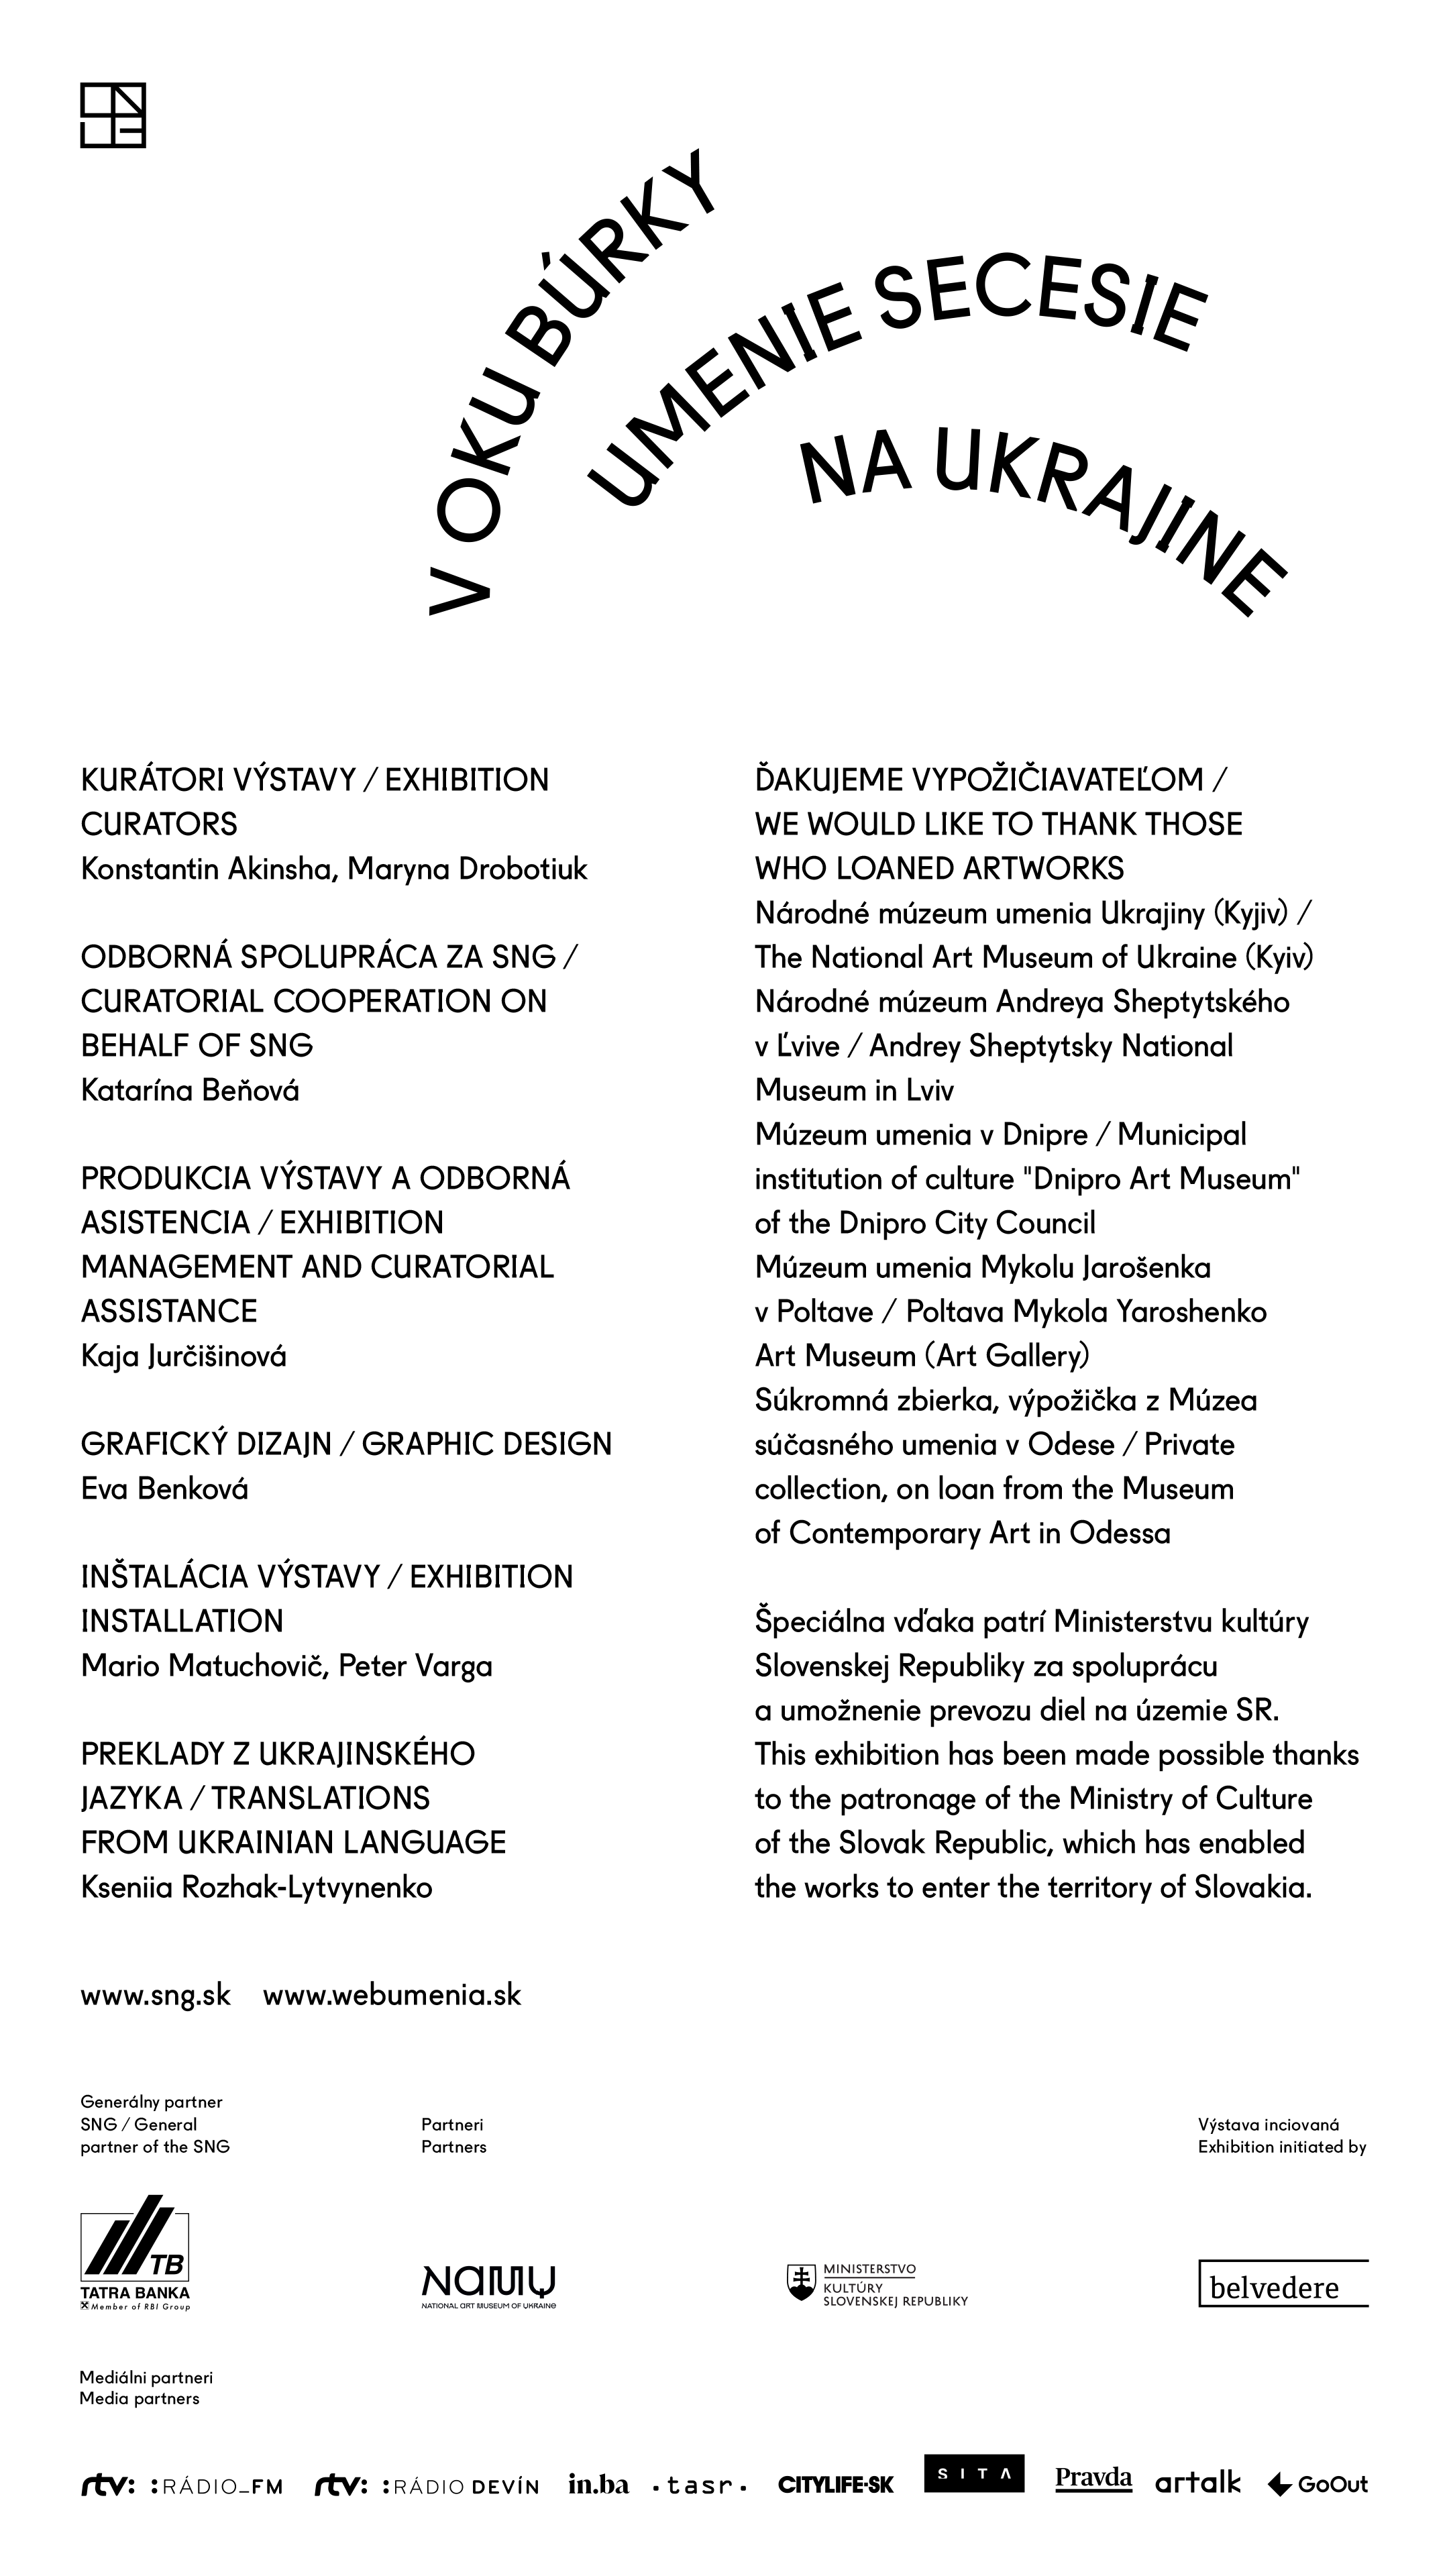 V OKU BÚRKY
UMENIE SECESIE
NA UKRAJINE
KURÁTORI VÝSTAVY / EXHIBITION
CURATORS
Konstantin Akinsha, Maryna Drobotiuk
ODBORNÁ SPOLUPRÁCA ZA SNG /
CURATORIAL COOPERATION ON
BEHALF OF SNG
Katarína Beňová
PRODUKCIA VÝSTAVY A ODBORNÁ
ASISTENCIA / EXHIBITION
MANAGEMENT AND CURATORIAL
ASSISTANCE
Kaja Jurčišinová
GRAFICKÝ DIZAJN / GRAPHIC DESIGN
Eva Benková
INŠTALÁCIA VÝSTAVY / EXHIBITION
INSTALLATION
Mario Matuchovič, Peter Varga
PREKLADY Z UKRAJINSKÉHO
JAZYKA / TRANSLATIONS
FROM UKRAINIAN LANGUAGE
Kseniia Rozhak-Lytvynenko
ĎAKUJEME VYPOŽIČIAVATEĽOM /
WE WOULD LIKE TO THANK THOSE
WHO LOANED ARTWORKS
Národné múzeum umenia Ukrajiny (Kyjiv) /
The National Art Museum of Ukraine (Kyiv)
Národné múzeum Andreya Sheptytského
v Ľvive / Andrey Sheptytsky National
Museum in Lviv
Múzeum umenia v Dnipre / Municipal
institution of culture "Dnipro Art Museum"
of the Dnipro City Council
Múzeum umenia Mykolu Jarošenka
v Poltave / Poltava Mykola Yaroshenko
Art Museum (Art Gallery)
Súkromná zbierka, výpožička z Múzea
súčasného umenia v Odese / Private
collection, on loan from the Museum
of Contemporary Art in Odessa
Špeciálna vďaka patrí Ministerstvu kultúry
Slovenskej Republiky za spoluprácu
a umožnenie prevozu diel na územie SR.
This exhibition has been made possible thanks
to the patronage of the Ministry of Culture
of the Slovak Republic, which has enabled
the works to enter the territory of Slovakia.
www.sng.sk www.webumenia.sk
Generálny partner
SNG / General
partner of the SNG
Partneri
Partners
Výstava inciovaná
Exhibition initiated by
TB
TATRA BANKA
Member of RBI Group
NAMU
NATIONAL ART MUSEUM OF UKRAINE
MINISTERSTVO
KULTÚRY
SLOVENSKEJ REPUBLIKY
belvedere
Mediálni partneri
Media partners
rtv: :RÁDIO_FM rtv: :RÁDIO DEVÍN in.ba .tasr. CITYLIFE·SK SITA Pravda artalk GoOut